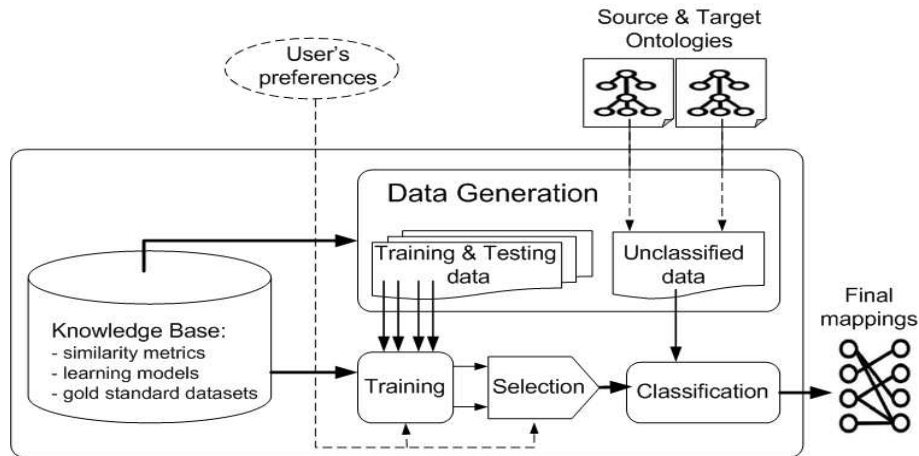 Source & Target
Ontologies
User's
preferences
Data Generation
Training & Testing
data
Unclassified
data
Knowledge Base:
- similarity metrics
- learning models
- gold standard datasets
Final
mappings
Training
Selection
Classification